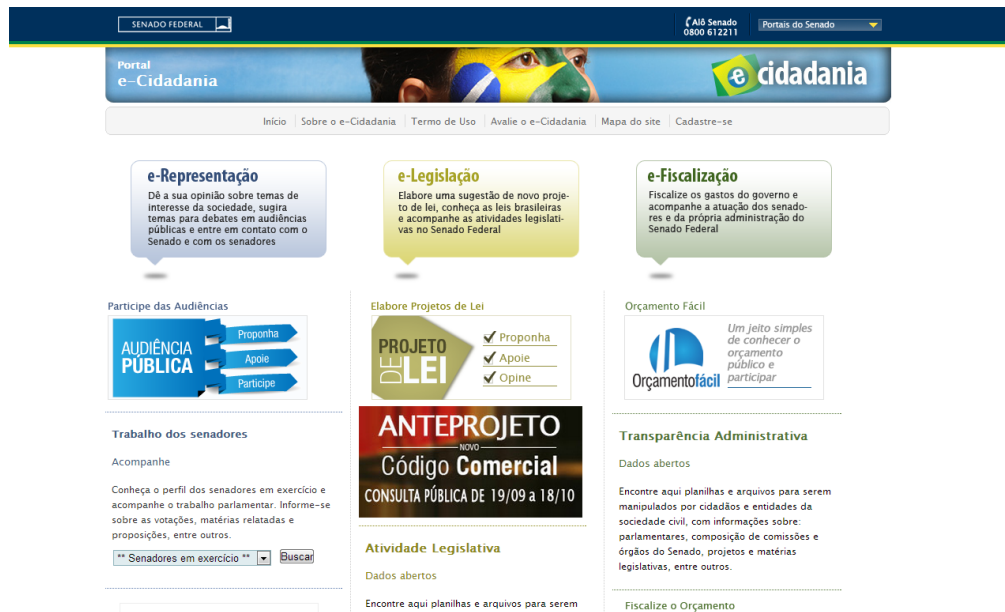 SENADO FEDERAL
Alô Senado
0800 612211
Portais do Senado
Portal
e-Cidadania
e cidadania
Início
Sobre o e-Cidadania
Termo de Uso
Avalie o e-Cidadania
Mapa do site
Cadastre-se
e-Representação
Dê a sua opinião sobre temas de
interesse da sociedade, sugira
temas para debates em audiências
públicas e entre em contato com o
Senado e com os senadores
e-Legislação
Elabore uma sugestão de novo proje-
to de lei, conheça as leis brasileiras
e acompanhe as atividades legislati-
vas no Senado Federal
e-Fiscalização
Fiscalize os gastos do governo e
acompanhe a atuação dos senado-
res e da própria administração do
Senado Federal
Participe das Audiências
AUDIÊNCIA
PÚBLICA
Proponha
Apoie
Participe
Trabalho dos senadores
Acompanhe
Conheça o perfil dos senadores em exercício e
acompanhe o trabalho parlamentar. Informe-se
sobre as votações, matérias relatadas e
proposições, entre outros.
** Senadores em exercício **
Buscar
Elabore Projetos de Lei
PROJETO
DE LEI
Proponha
Apoie
Opine
ANTEPROJETO
NOVO
Código Comercial
CONSULTA PÚBLICA DE 19/09 a 18/10
Atividade Legislativa
Dados abertos
Encontre aqui planilhas e arquivos para serem
Orçamento Fácil
Orçamentofácil
Um jeito simples
de conhecer o
orçamento
público e
participar
Transparência Administrativa
Dados abertos
Encontre aqui planilhas e arquivos para serem
manipulados por cidadãos e entidades da
sociedade civil, com informações sobre:
parlamentares, composição de comissões e
órgãos do Senado, projetos e matérias
legislativas, entre outros.
Fiscalize o Orçamento